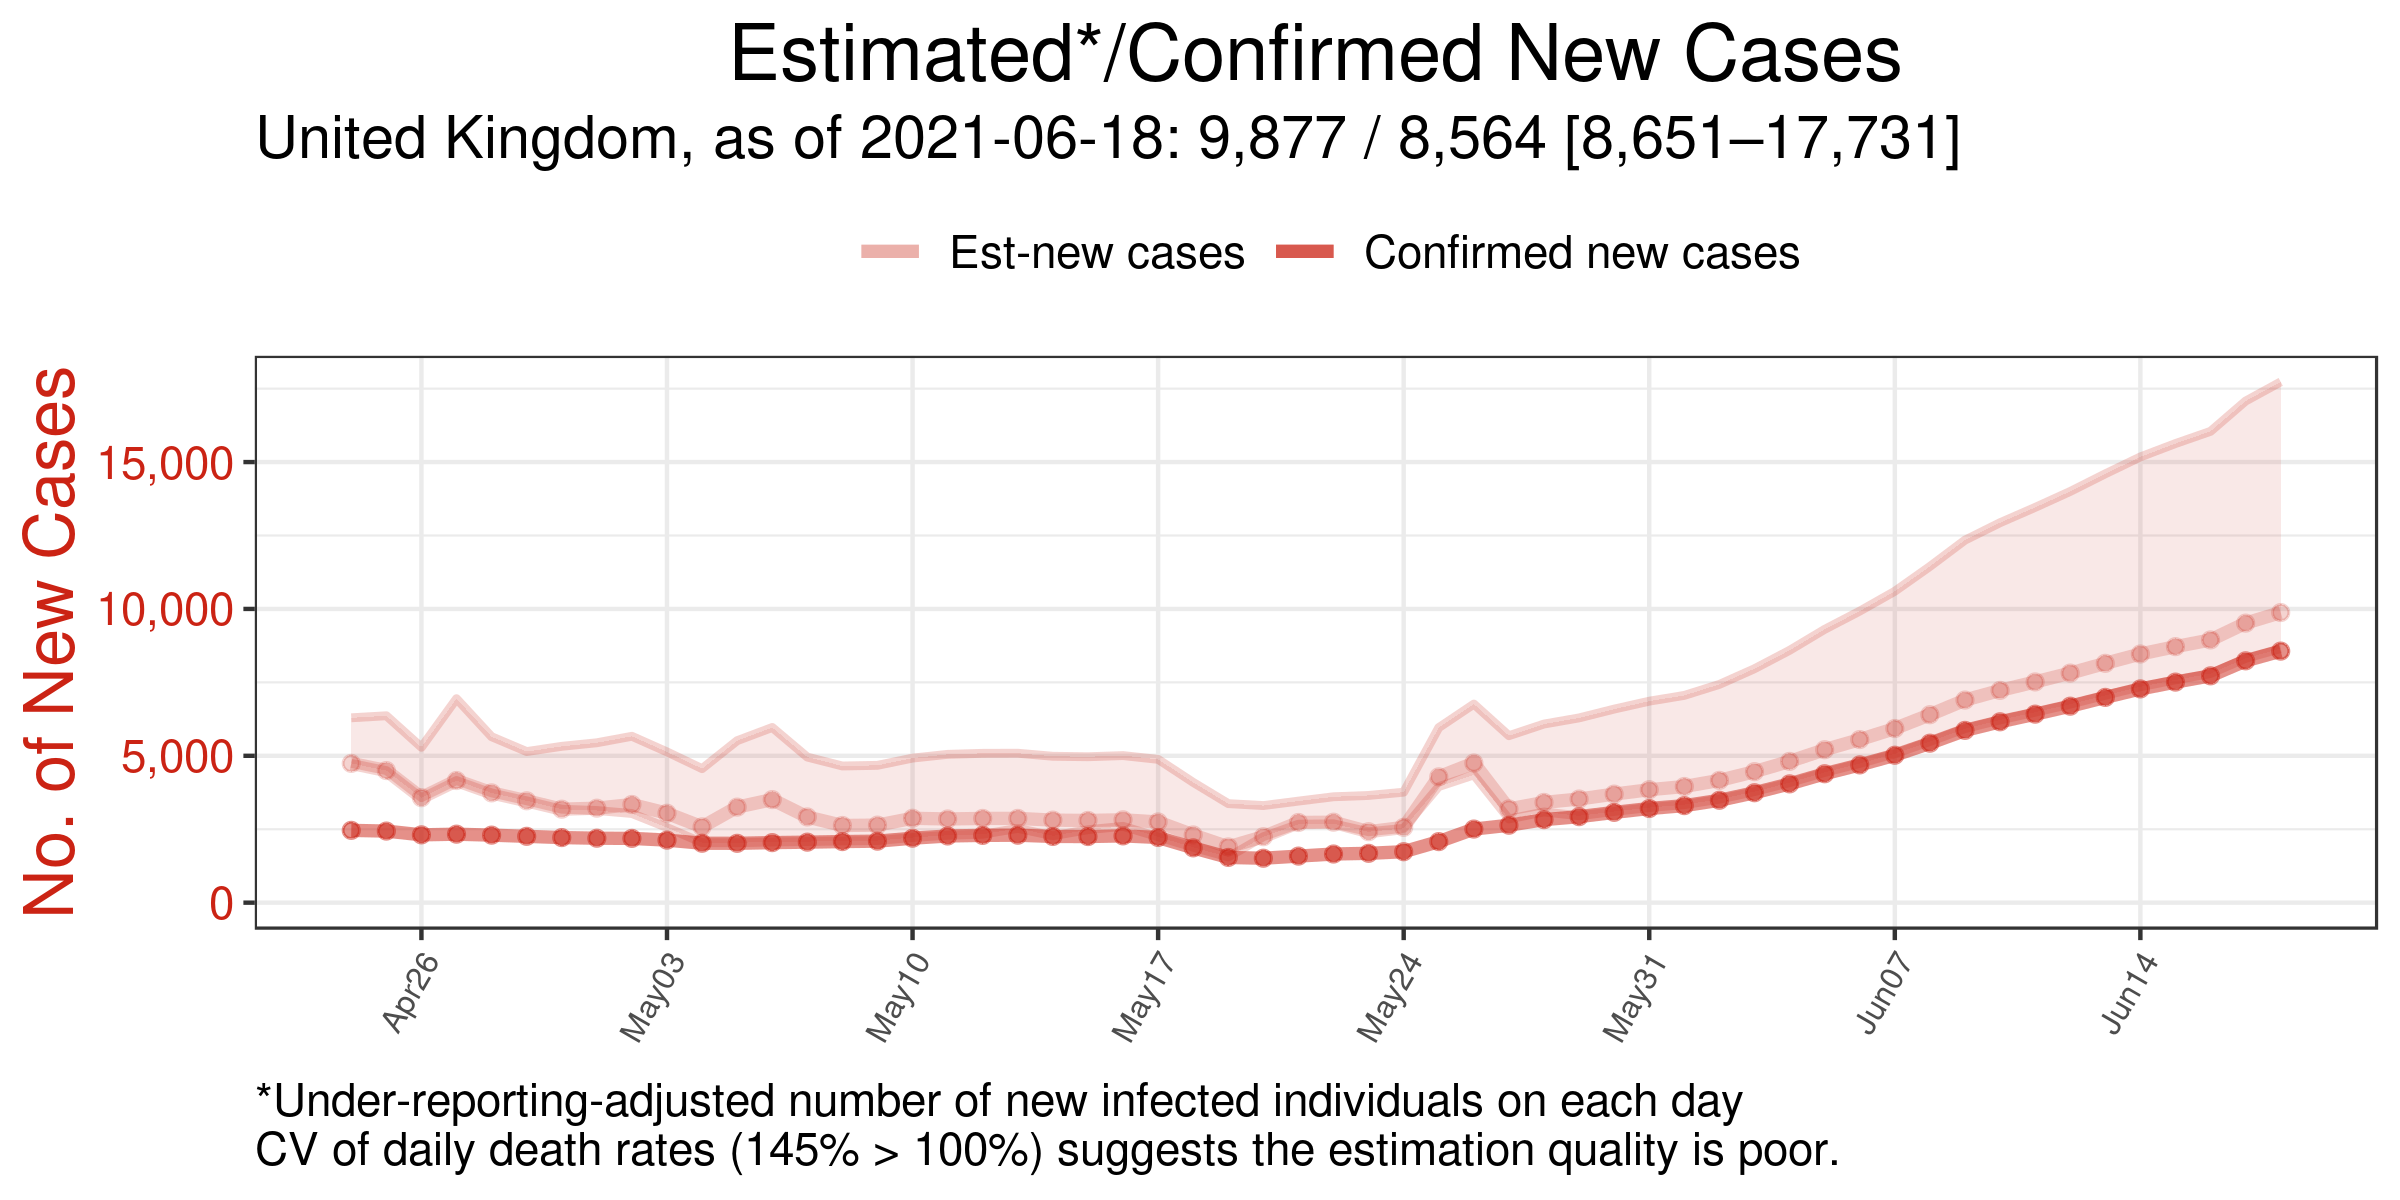 Estimated*/Confirmed New Cases
United Kingdom, as of 2021-06-18: 9,877 / 8,564 [8,651–17,731]
Est-new cases
Confirmed new cases
No. of New Cases
15,000
10,000
5,000
0
Apr26
May03
May10
May17
May24
May31
Jun07
Jun14
*Under-reporting-adjusted number of new infected individuals on each day
CV of daily death rates (145% > 100%) suggests the estimation quality is poor.